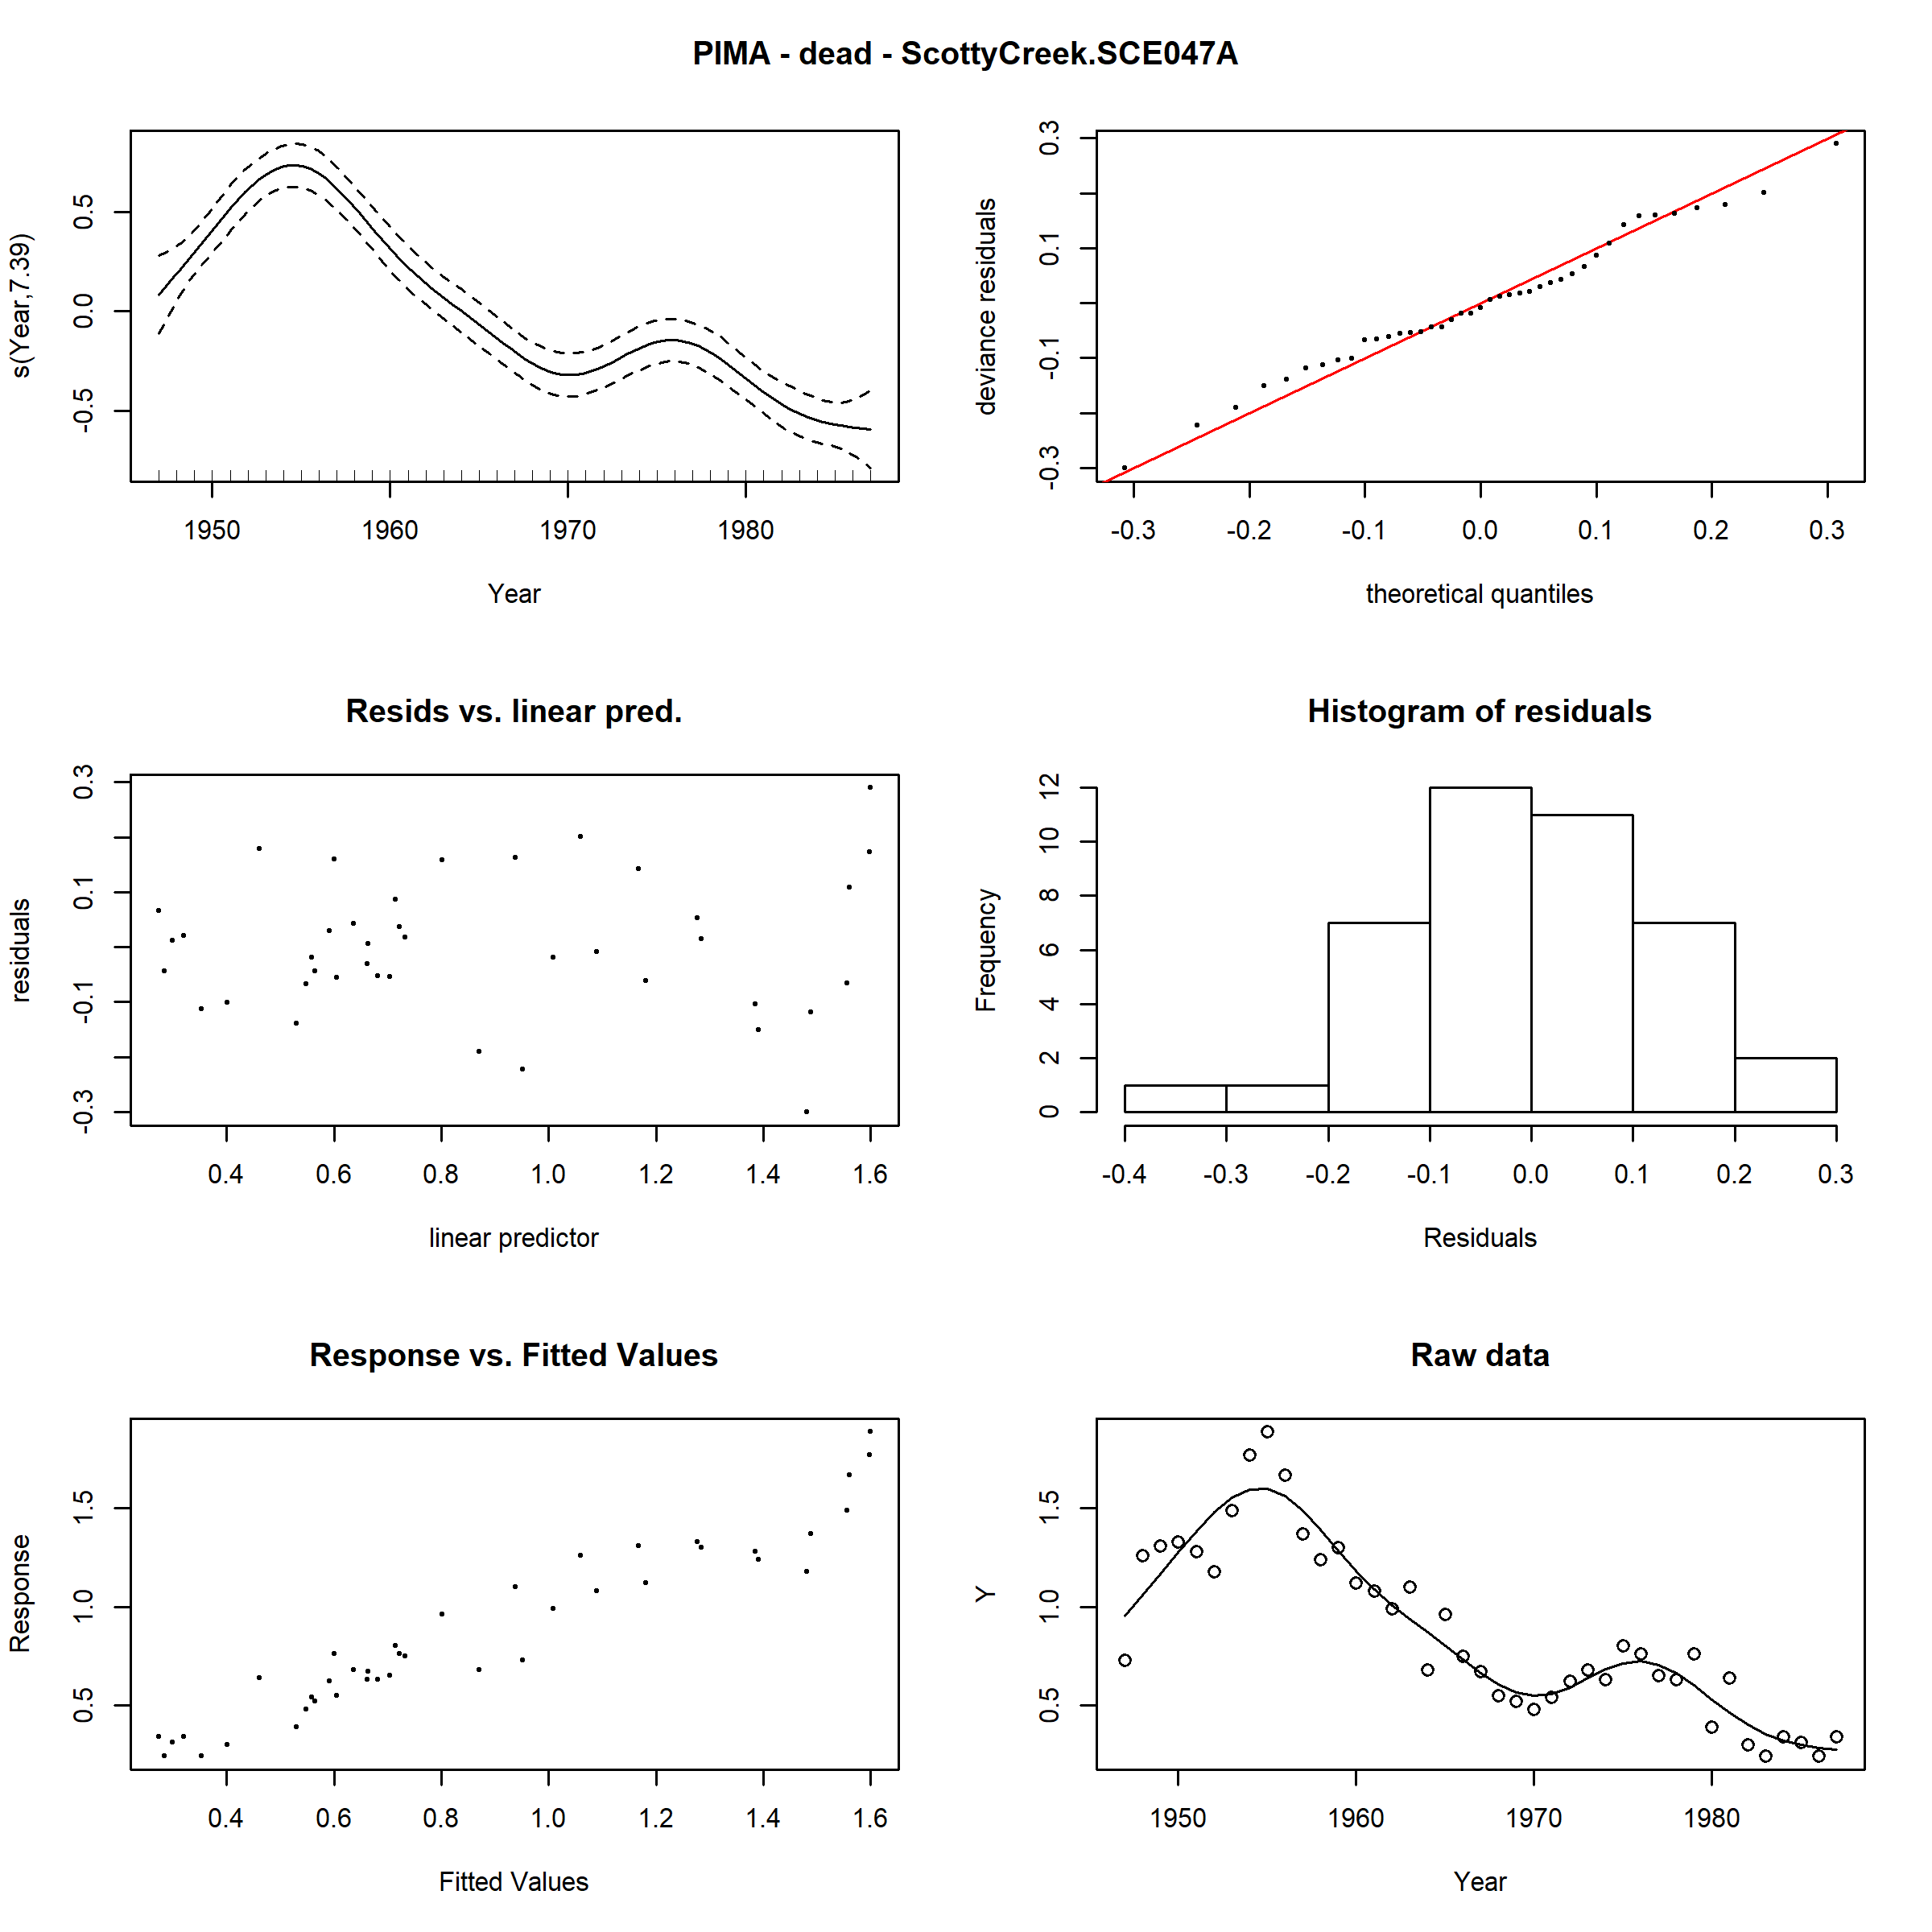 PIMA - dead - ScottyCreek.SCE047A
s(Year,7.39)
-0.5 0.0 0.5
1950 1960 1970 1980
Year
deviance residuals
-0.3 -0.1 0.1 0.3
-0.3 -0.2 -0.1 0.0 0.1 0.2 0.3
theoretical quantiles
Resids vs. linear pred.
residuals
-0.3 -0.1 0.1 0.3
0.4 0.6 0.8 1.0 1.2 1.4 1.6
linear predictor
Histogram of residuals
Frequency
0 2 4 6 8 10 12
-0.4 -0.3 -0.2 -0.1 0.0 0.1 0.2 0.3
Residuals
Response vs. Fitted Values
Response
0.5 1.0 1.5
0.4 0.6 0.8 1.0 1.2 1.4 1.6
Fitted Values
Raw data
Y
0.5 1.0 1.5
1950 1960 1970 1980
Year